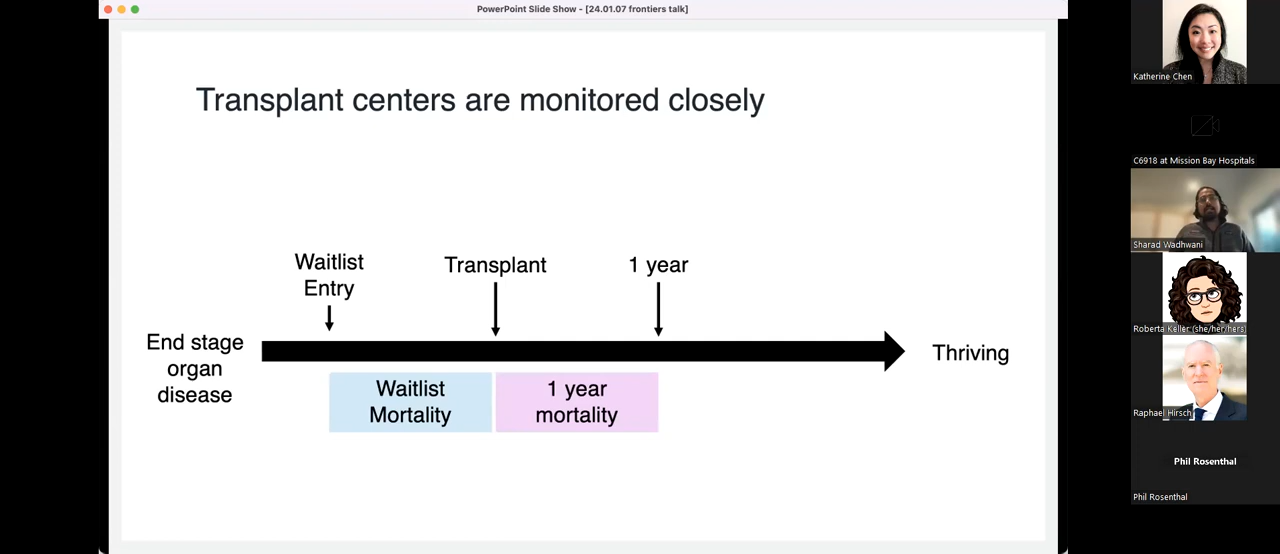 PowerPoint Slide Show - [24.01.07 frontiers talk]
Transplant centers are monitored closely
Waitlist
Entry
Transplant
1 year
End stage
organ
disease
Thriving
Waitlist
Mortality
1 year
mortality
Katherine Chen
C6918 at Mission Bay Hospitals
Sharad Wadhwani
Roberta Keller (she/her/hers)
Raphael Hirsch
Phil Rosenthal
Phil Rosenthal